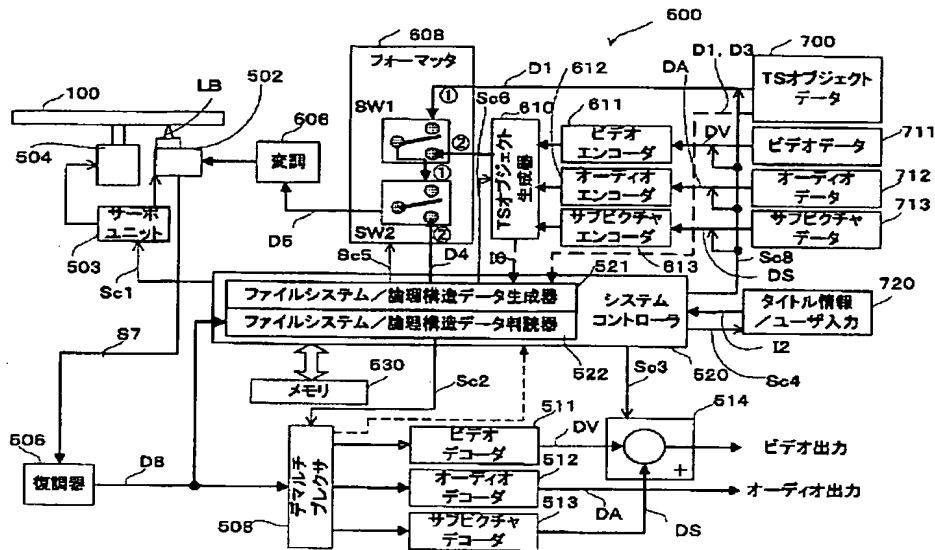 600
608
フォーマッタ
SW1
①
②
①
SW2
②
D1
Sc6
612
610
611
DA
D1, D3
700
TSオブジェクト
データ
LB
100
502
504
606
変調
サーボ
ユニット
503
Sc1
D5
Sc5
D4
TSオブジェクト
生成器
ビデオ
エンコーダ
オーディオ
エンコーダ
サブピクチャ
エンコーダ
613
I6
DV
ビデオデータ
711
オーディオ
データ
712
サブピクチャ
データ
713
Sc8
DS
521
ファイルシステム/論理構造データ生成器
ファイルシステム/論理構造データ判読器
システム
コントローラ
タイトル情報
/ユーザ入力
720
I2
Sc4
S7
530
メモリ
Sc2
522
520
Sc3
514
511
ビデオ
デコーダ
DV
ビデオ出力
+
506
復調器
D8
デマルチ
プレクサ
508
オーディオ
デコーダ
512
DA
オーディオ出力
サブピクチャ
デコーダ
513
DS